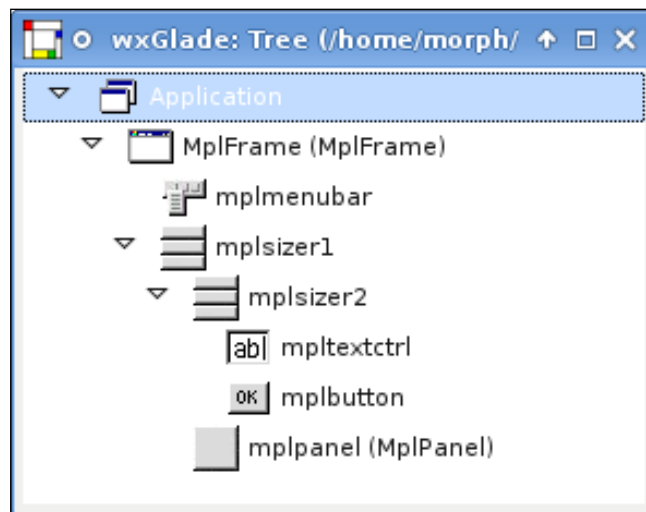 wxGlade: Tree (/home/morph/
Application
MplFrame (MplFrame)
mplmenubar
mplsizer1
mplsizer2
ab| mpltextctrl
OK mplbutton
mplpanel (MplPanel)